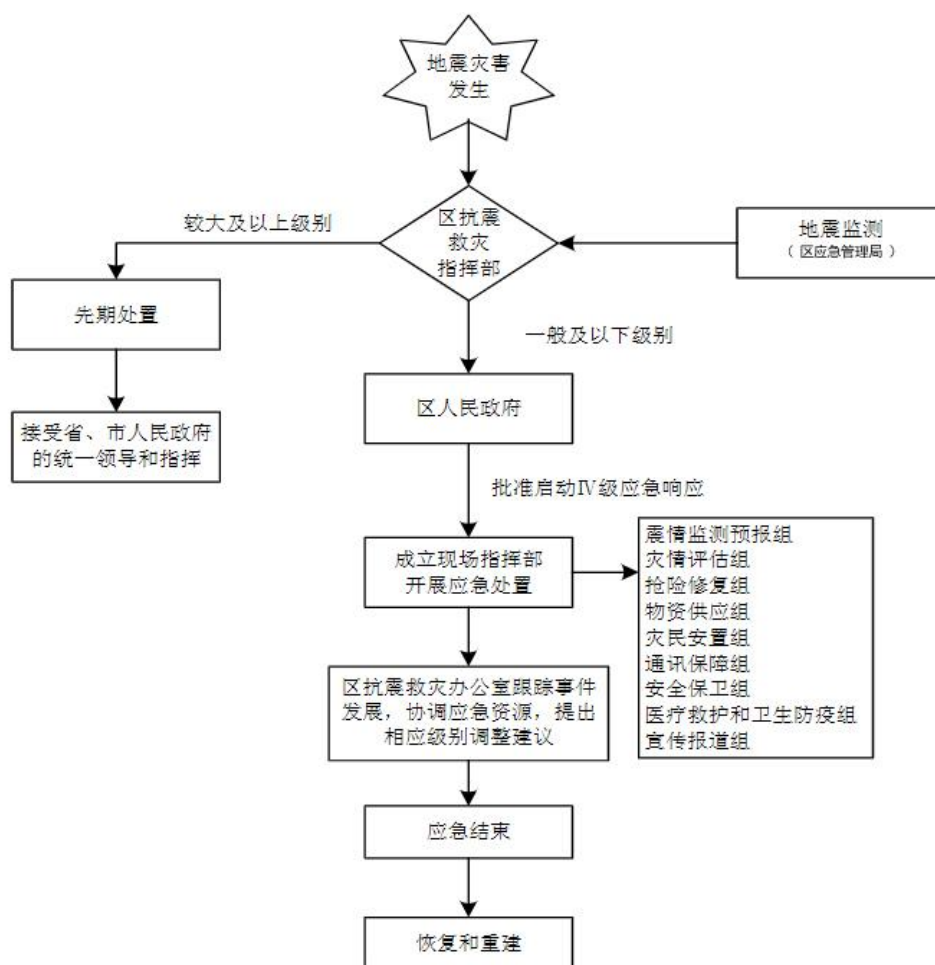 地震灾害
发生
区抗震
救灾
指挥部
较大及以上级别
地震监测
（区应急管理局）
先期处置
一般及以下级别
接受省、市人民政府
的统一领导和指挥
区人民政府
批准启动Ⅳ级应急响应
成立现场指挥部
开展应急处置
震情监测预报组
灾情评估组
抢险修复组
物资供应组
灾民安置组
通讯保障组
安全保卫组
医疗救护和卫生防疫组
宣传报道组
区抗震救灾办公室跟踪事件
发展，协调应急资源，提出
相应级别调整建议
应急结束
恢复和重建